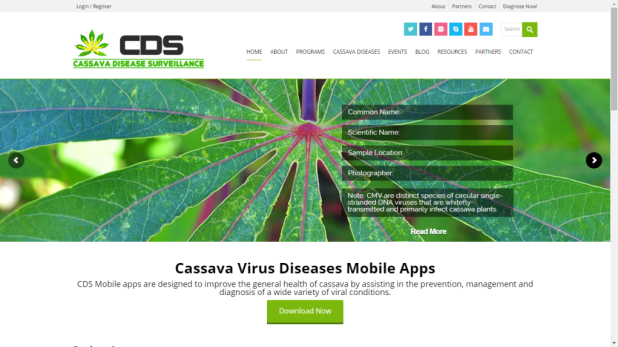 Login / Register
About Partners Contact Diagnose Now!
CDS
CASSAVA DISEASE SURVEILLANCE
Search
HOME ABOUT PROGRAMS CASSAVA DISEASES EVENTS BLOG RESOURCES PARTNERS CONTACT
Common Name:
Scientific Name:
Sample Location:
Photographer:
Note: CMV are distinct species of circular single-
stranded DNA viruses that are whitefly-
transmitted and primarily infect cassava plants.
Read More
Cassava Virus Diseases Mobile Apps
CDS Mobile apps are designed to improve the general health of cassava by assisting in the prevention, management and
diagnosis of a wide variety of viral conditions.
Download Now